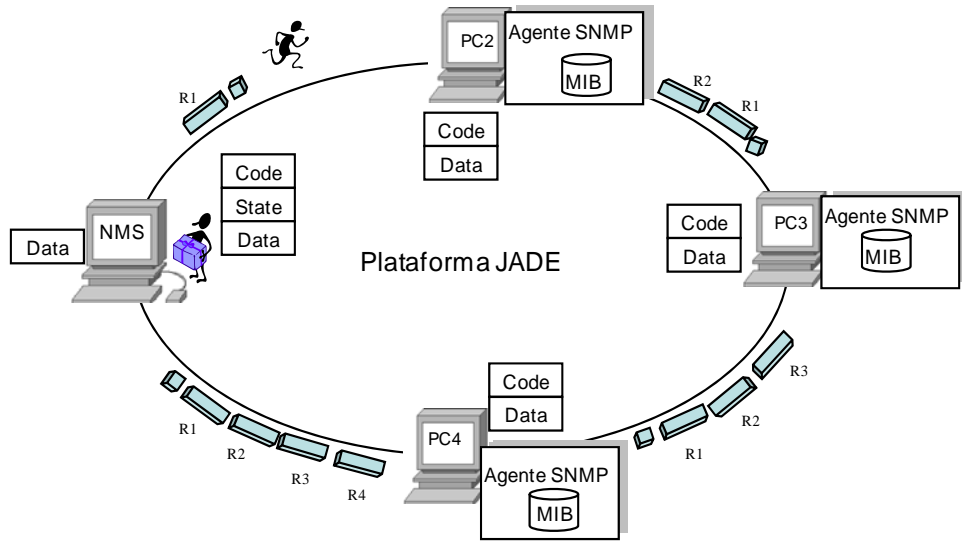 PC2
Agente SNMP
MIB
R1
R2
R1
Code
Data
Code
State
Data
Data
NMS
Code
Data
PC3
Agente SNMP
MIB
Plataforma JADE
R3
R2
R1
Code
Data
PC4
Agente SNMP
MIB
R1
R2
R3
R4